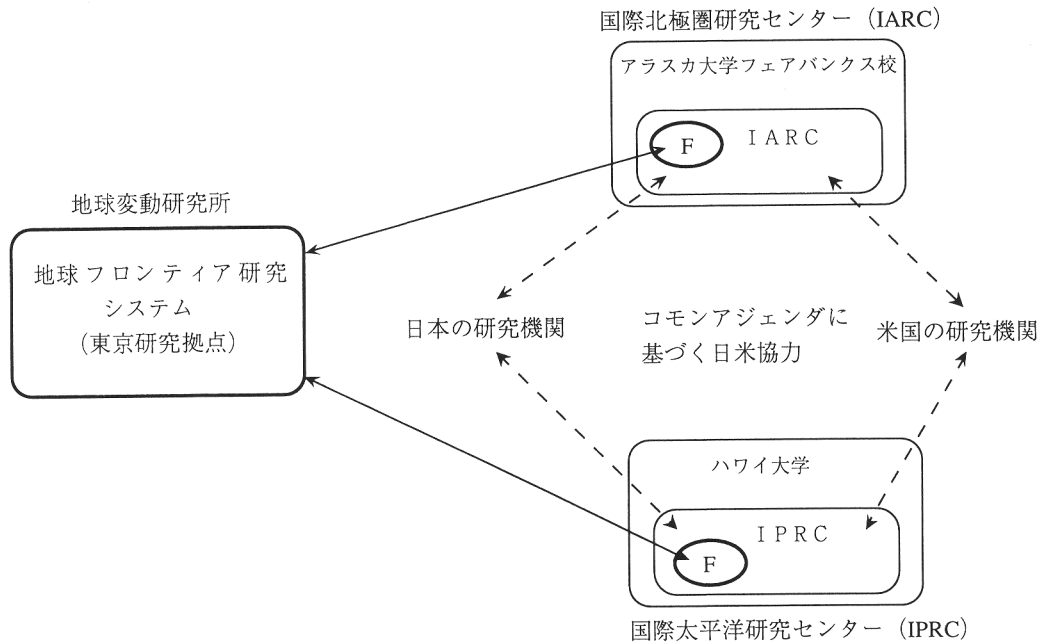 国際北極圏研究センター（IARC）
アラスカ大学フェアバンクス校
F
ＩＡＲＣ
地球変動研究所
地球フロンティア研究
システム
（東京研究拠点）
日本の研究機関
コモンアジェンダに
基づく日米協力
米国の研究機関
ハワイ大学
ＩＰＲＣ
F
国際太平洋研究センター（IPRC）